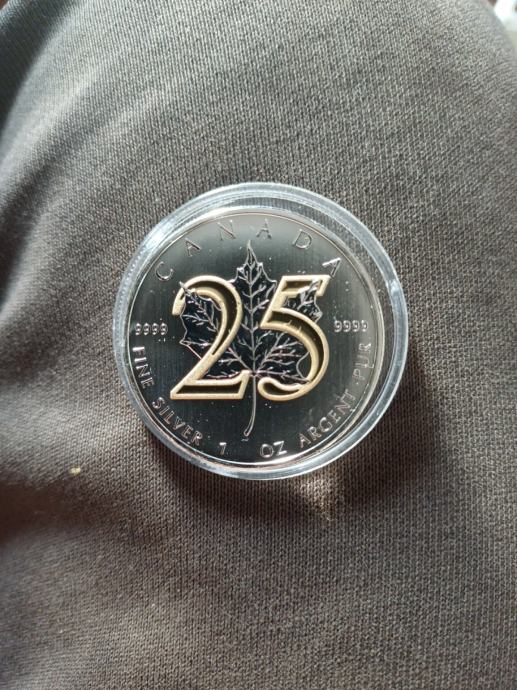 CANADA
25
9999 9999
FINE SILVER 1 OZ ARGENT PUR